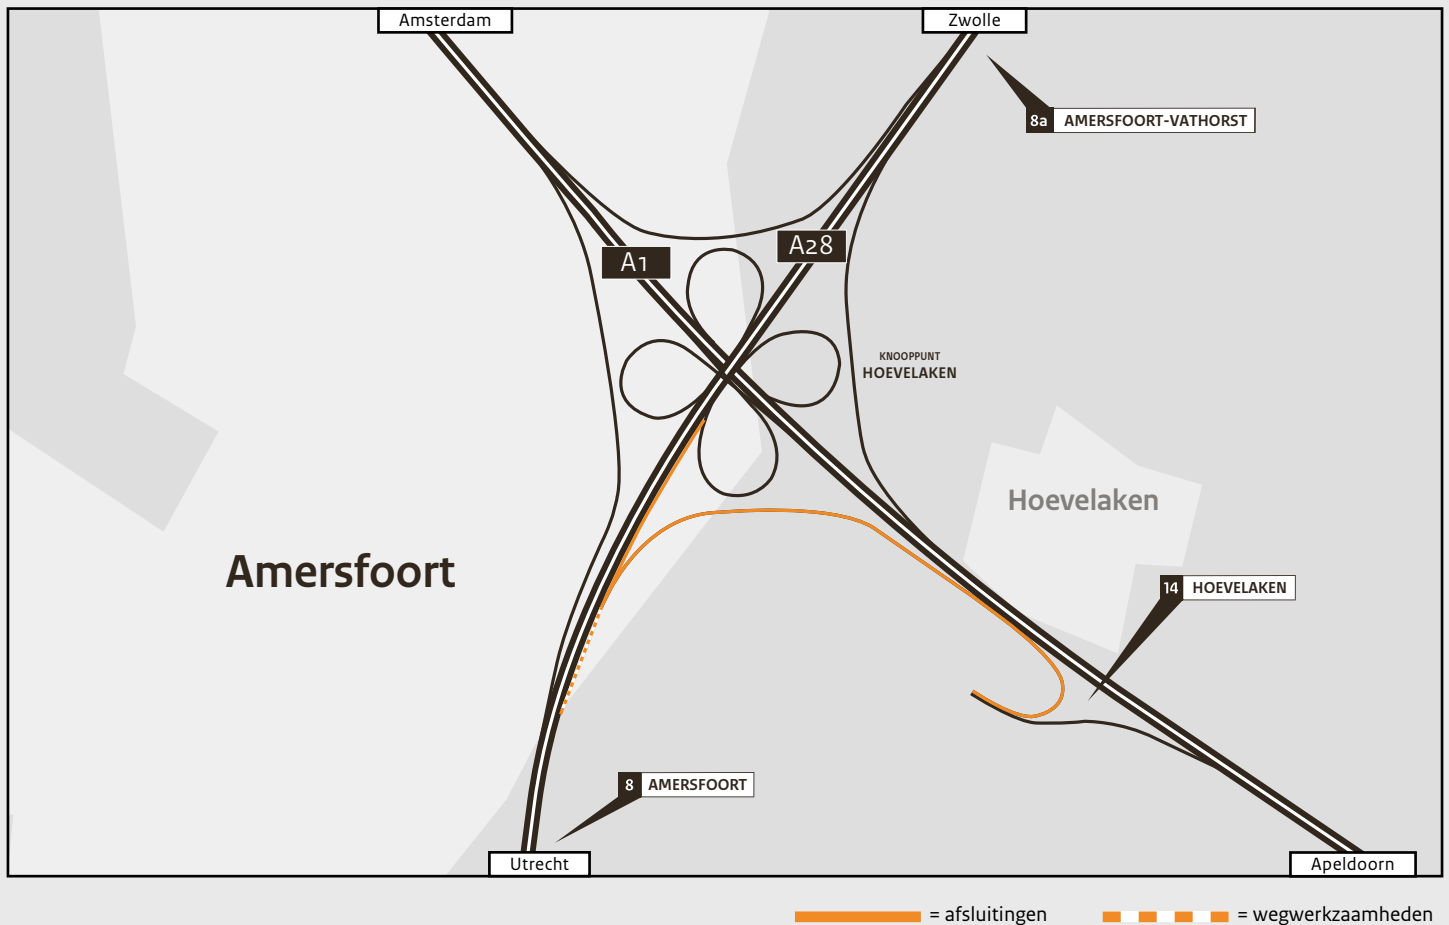 Amsterdam
Zwolle
8a AMERSFOORT-VATHORST
A1
A28
KNOOPPUNT
HOEVELAKEN
Hoevelaken
Amersfoort
14 HOEVELAKEN
8 AMERSFOORT
Utrecht
Apeldoorn
= afsluitingen
= wegwerkzaamheden